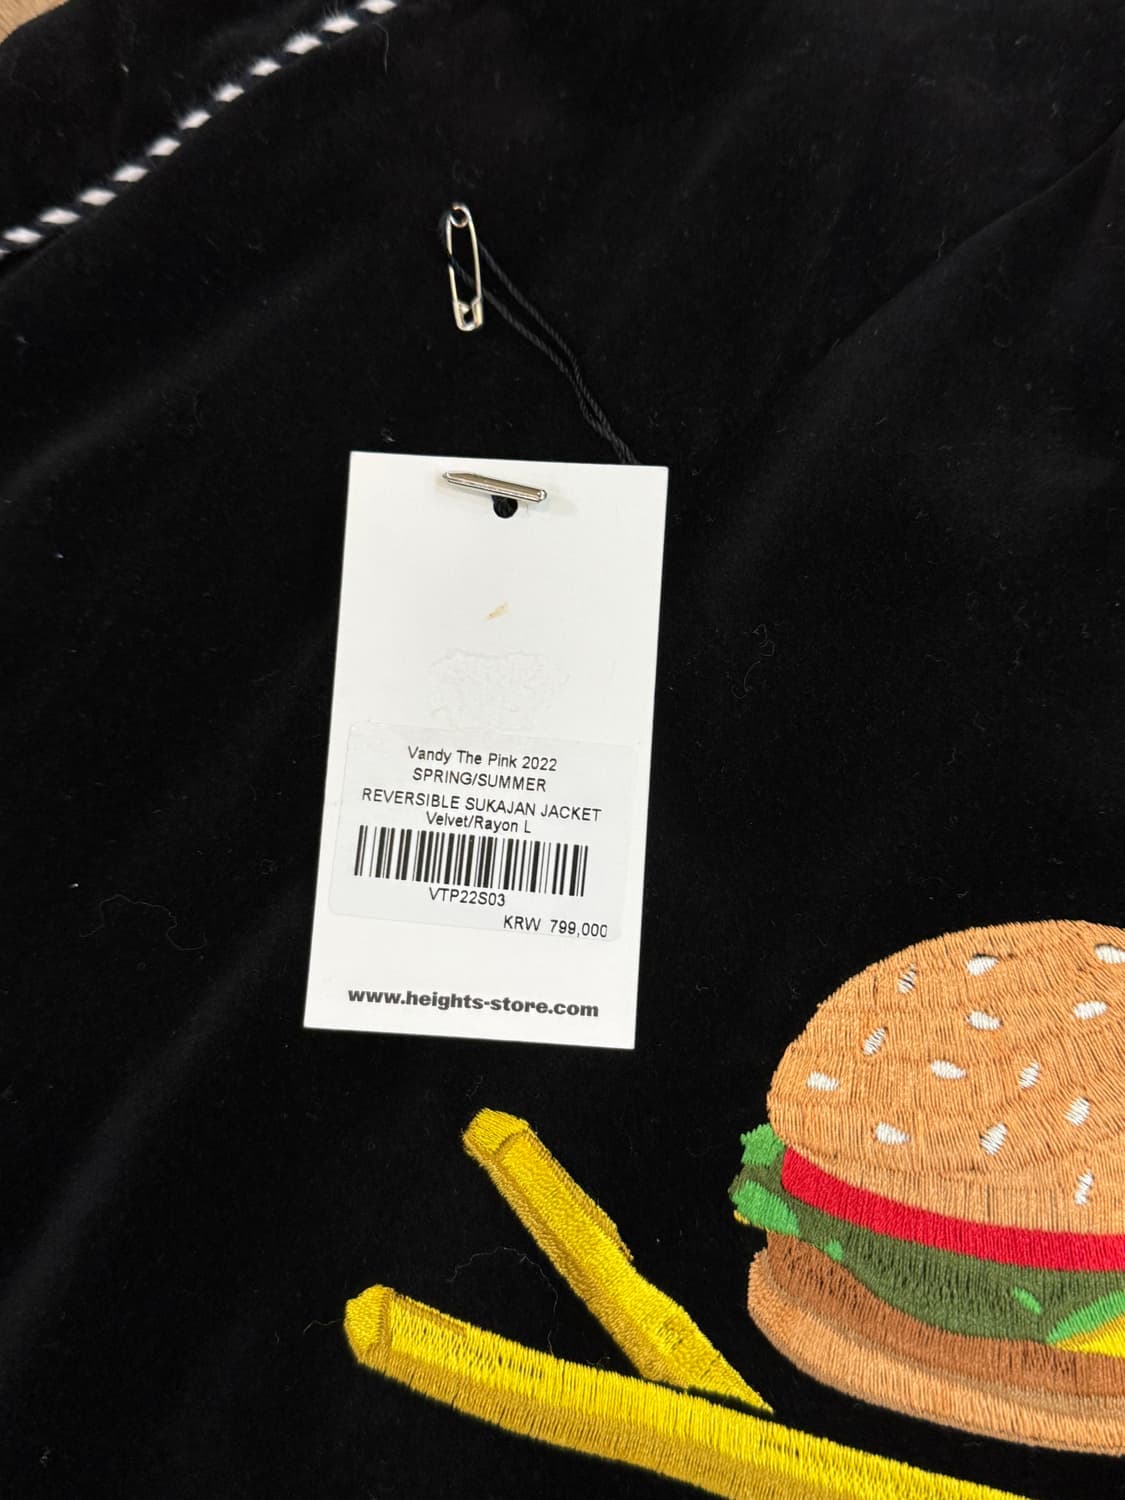 Vandy The Pink 2022
SPRING/SUMMER
REVERSIBLE SUKAJAN JACKET
Velvet/Rayon L
VTP22S03
KRW 799,000
www.heights-store.com